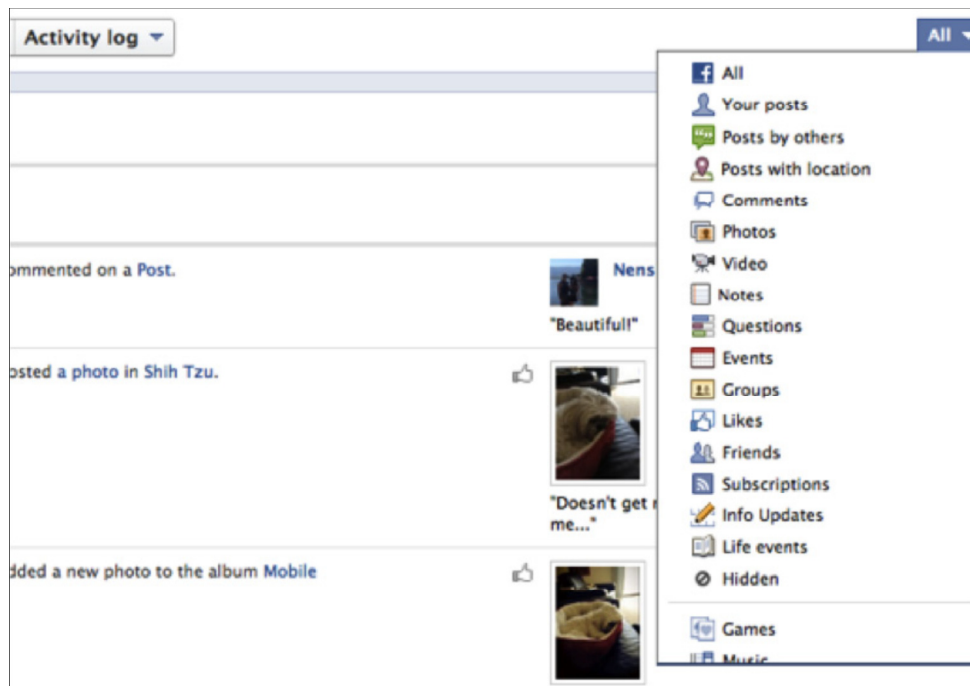 Activity log
All
All
Your posts
Posts by others
Posts with location
Comments
Photos
Video
Notes
Questions
Events
Groups
Likes
Friends
Subscriptions
Info Updates
Life events
Hidden
Games
Music
ommented on a Post.
Nens
"Beautiful!"
osted a photo in Shih Tzu.
"Doesn't get
me..."
dded a new photo to the album Mobile